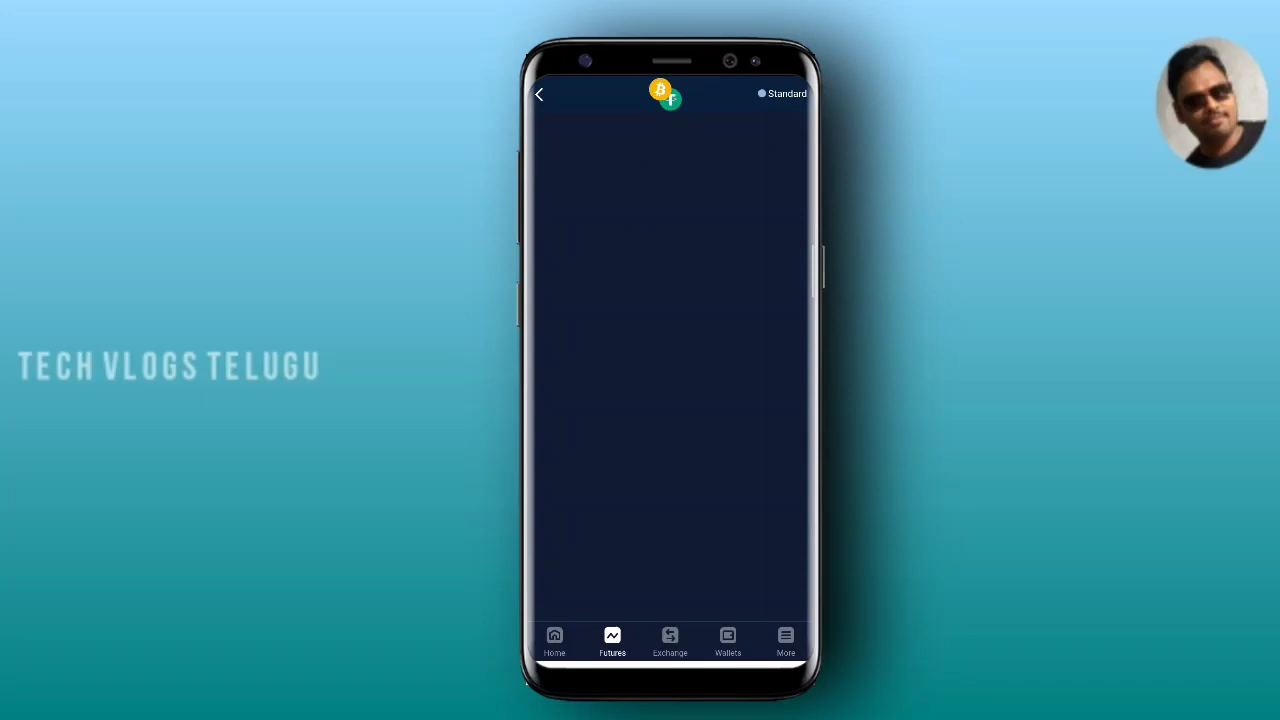 Standard
TECH VLOGS TELUGU
Home
Futures
Exchange
Wallets
More